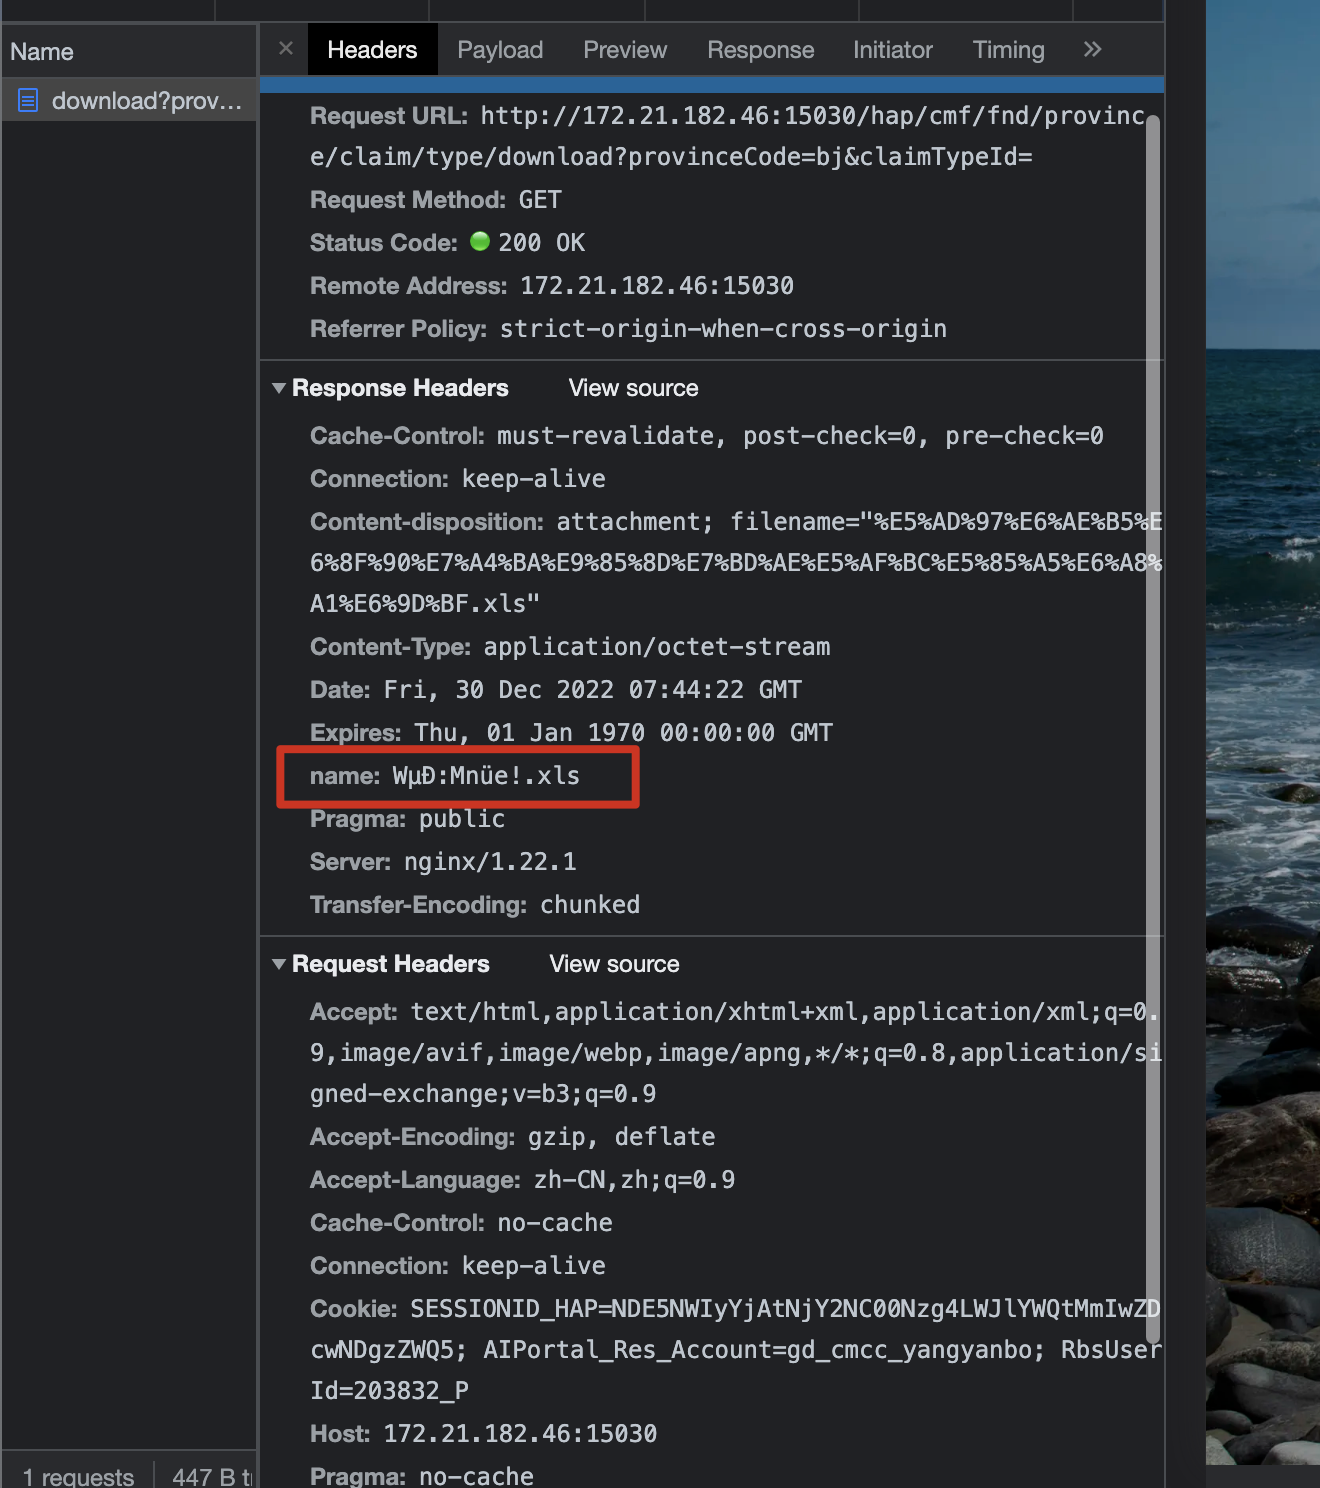 Name
× Headers Payload Preview Response Initiator Timing »
download?prov...
Request URL: http://172.21.182.46:15030/hap/cmf/fnd/provinc
e/claim/type/download?provinceCode=bj&claimTypeId=
Request Method: GET
Status Code: 200 OK
Remote Address: 172.21.182.46:15030
Referrer Policy: strict-origin-when-cross-origin
Response Headers View source
Cache-Control: must-revalidate, post-check=0, pre-check=0
Connection: keep-alive
Content-disposition: attachment; filename="%E5%AD%97%E6%AE%B5%E
6%8F%90%E7%A4%BA%E9%85%8D%E7%BD%AE%E5%AF%BC%E5%85%A5%E6%A8%
A1%E6%9D%BF.xls"
Content-Type: application/octet-stream
Date: Fri, 30 Dec 2022 07:44:22 GMT
Expires: Thu, 01 Jan 1970 00:00:00 GMT
name: WµÐ:Mnüe!.xls
Pragma: public
Server: nginx/1.22.1
Transfer-Encoding: chunked
Request Headers View source
Accept: text/html,application/xhtml+xml,application/xml;q=0.
9,image/avif,image/webp,image/apng,*/*;q=0.8,application/si
gned-exchange;v=b3;q=0.9
Accept-Encoding: gzip, deflate
Accept-Language: zh-CN,zh;q=0.9
Cache-Control: no-cache
Connection: keep-alive
Cookie: SESSIONID_HAP=NDE5NWIyYjAtNjY2NC00Nzg4LWJlYWQtMmIwZD
cwNDgzZWQ5; AIPortal_Res_Account=gd_cmcc_yangyanbo; RbsUser
Id=203832_P
Host: 172.21.182.46:15030
Pragma: no-cache
1 requests 447 B